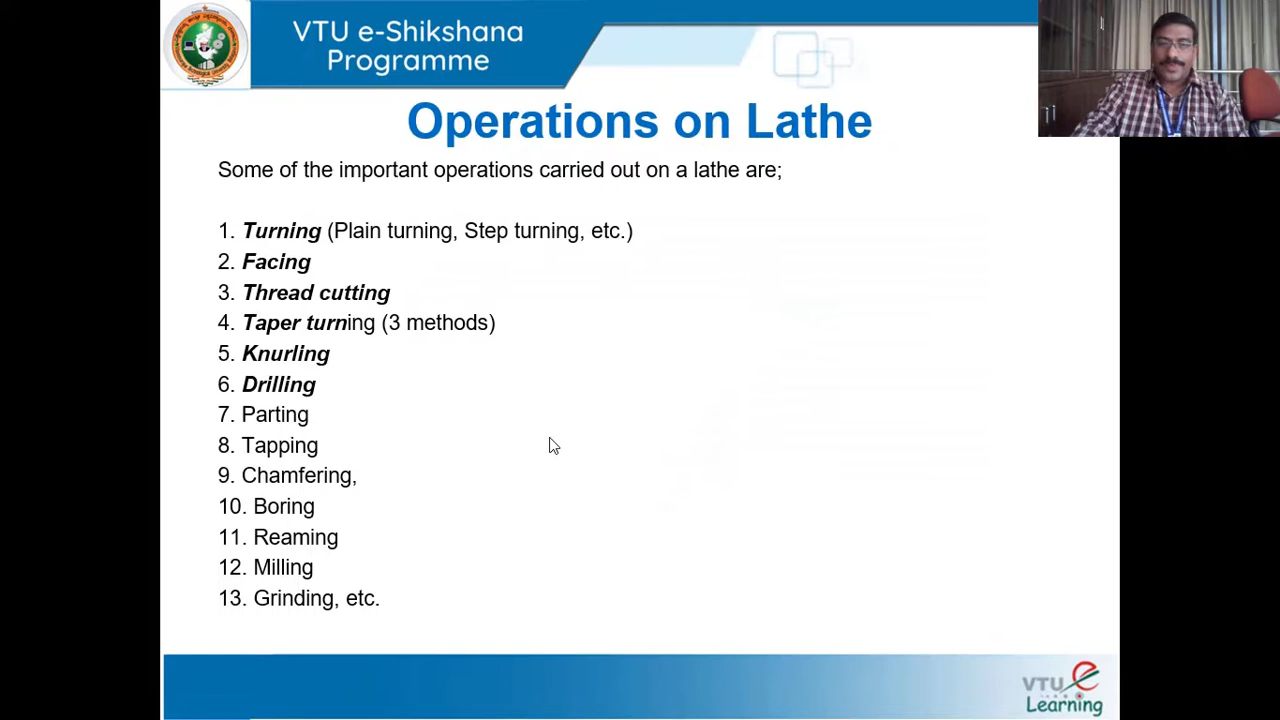 VTU e-Shikshana
Programme
Operations on Lathe
Some of the important operations carried out on a lathe are;
1. Turning (Plain turning, Step turning, etc.)
2. Facing
3. Thread cutting
4. Taper turning (3 methods)
5. Knurling
6. Drilling
7. Parting
8. Tapping
9. Chamfering,
10. Boring
11. Reaming
12. Milling
13. Grinding, etc.
VTU e
Learning